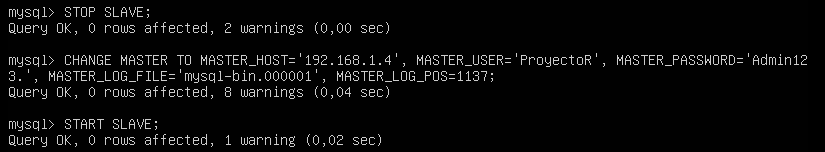 mysql> STOP SLAVE;
Query OK, 0 rows affected, 2 warnings (0,00 sec)
mysql> CHANGE MASTER TO MASTER_HOST='192.168.1.4', MASTER_USER='ProyectoR', MASTER_PASSWORD='Admin12
3.', MASTER_LOG_FILE='mysql-bin.000001', MASTER_LOG_POS=1137;
Query OK, 0 rows affected, 8 warnings (0,04 sec)
mysql> START SLAVE;
Query OK, 0 rows affected, 1 warning (0,02 sec)